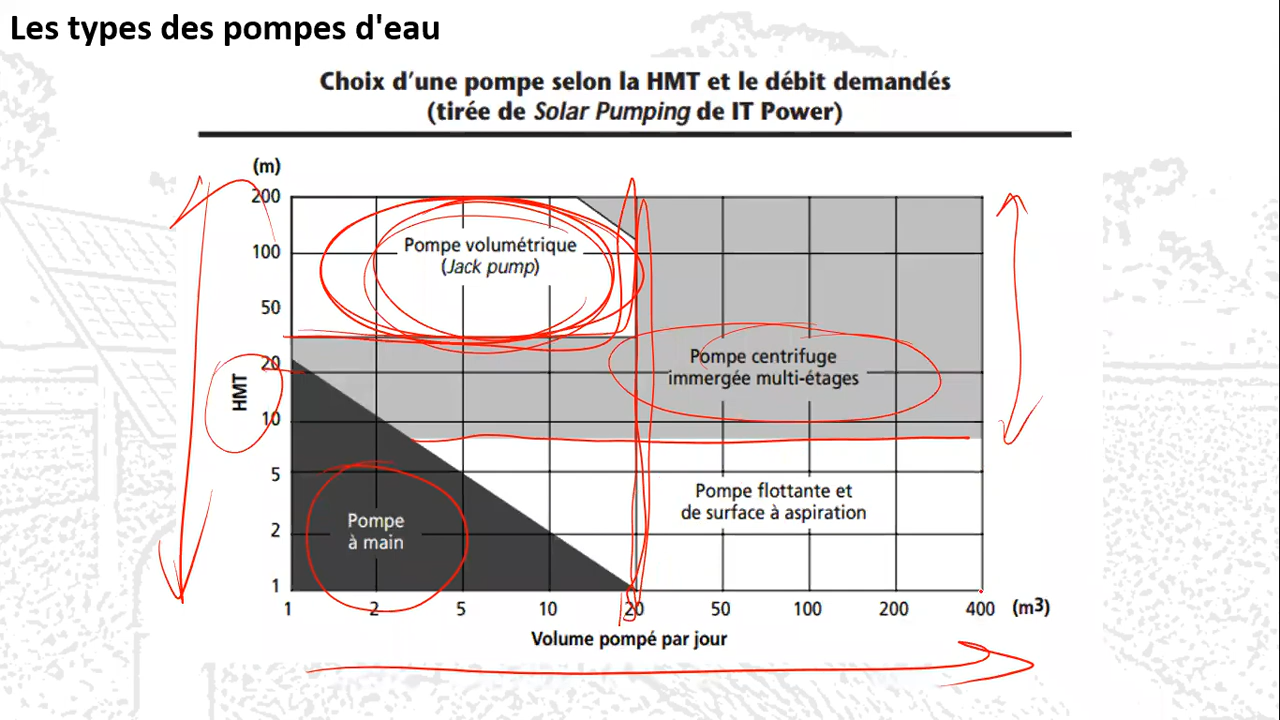 Les types des pompes d'eau
Choix d'une pompe selon la HMT et le débit demandés
(tirée de Solar Pumping de IT Power)
(m)
200
100
50
20
10
5
2
1
HMT
Pompe volumétrique
(Jack pump)
Pompe centrifuge
immergée multi-étages
Pompe flottante et
de surface à aspiration
Pompe
à main
1 2 5 10 20 50 100 200 400 (m3)
Volume pompé par jour